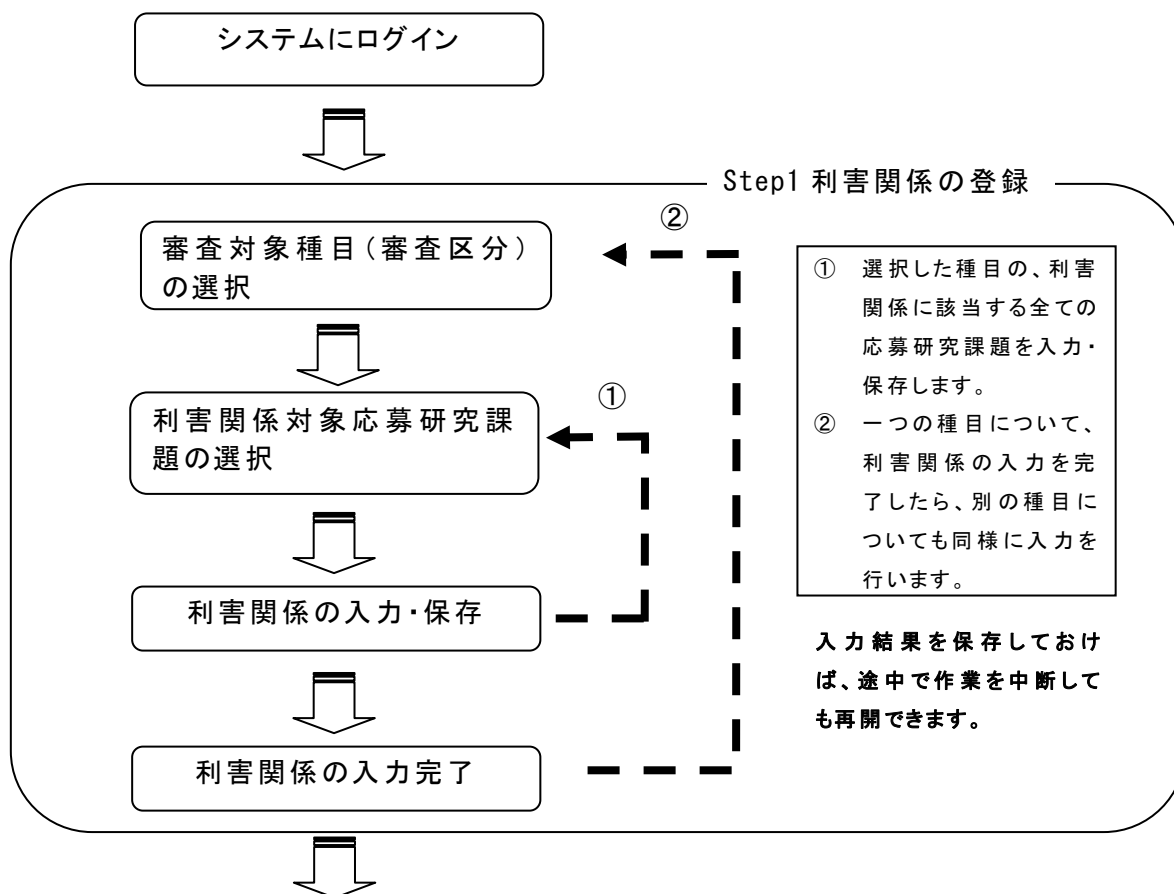 システムにログイン
Step1 利害関係の登録
②
審査対象種目(審査区分)
の選択
①
利害関係対象応募研究課
題の選択
利害関係の入力・保存
利害関係の入力完了
① 選択した種目の、利害
関係に該当する全ての
応募研究課題を入力・
保存します。
② 一つの種目について、
利害関係の入力を完
了したら、別の種目に
ついても同様に入力を
行います。
入力結果を保存しておけ
ば、途中で作業を中断して
も再開できます。